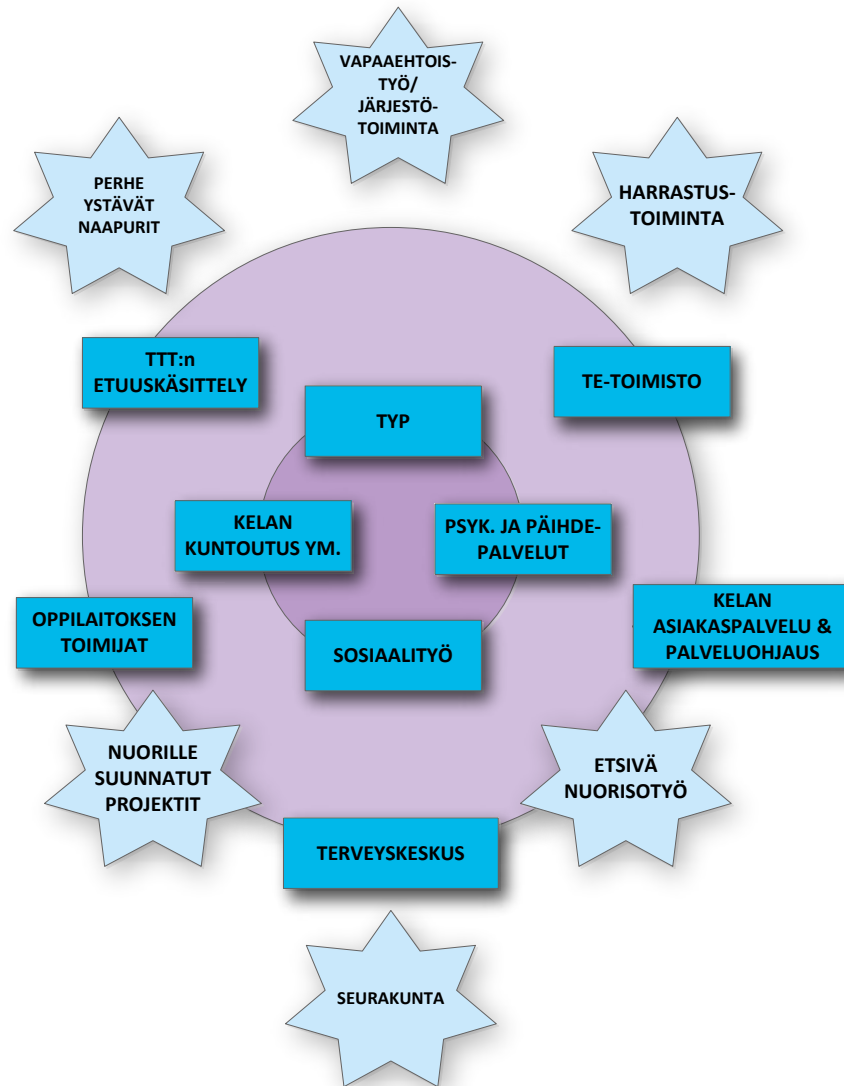 VAPAAEHTOIS-
TYÖ/
JÄRJESTÖ-
TOIMINTA
PERHE
YSTÄVÄT
NAAPURIT
HARRASTUS-
TOIMINTA
TTT:n
ETUUSKÄSITTELY
TE-TOIMISTO
TYP
KELAN
KUNTOUTUS YM.
PSYK. JA PÄIHDE-
PALVELUT
OPPILAITOKSEN
TOIMIJAT
SOSIAALITYÖ
KELAN
ASIAKASPALVELU &
PALVELUOHJAUS
NUORILLE
SUUNNATUT
PROJEKTIT
ETSIVÄ
NUORISOTYÖ
TERVEYSKESKUS
SEURAKUNTA